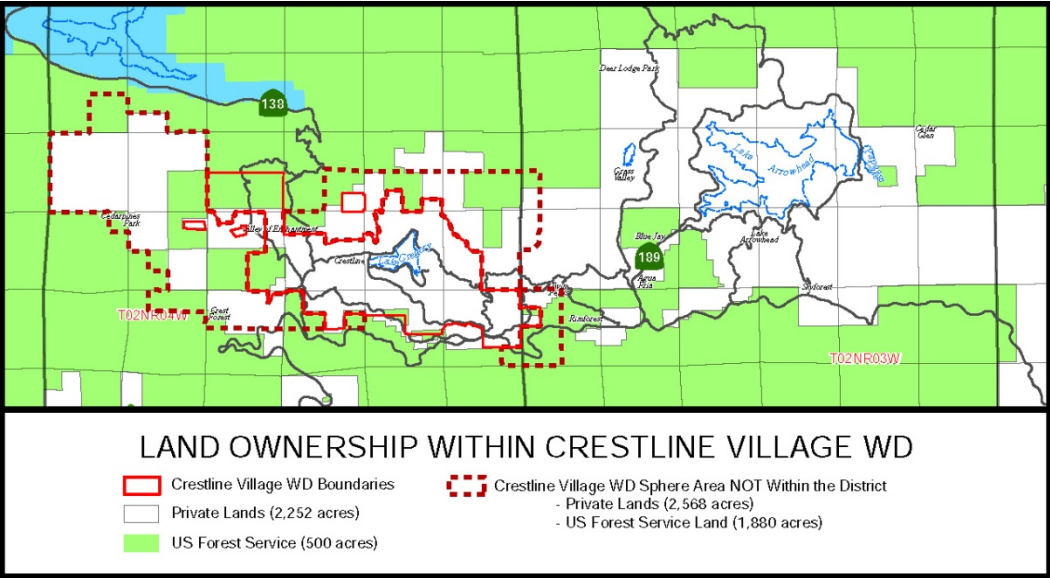 138
Deer Lodge Park
Cedar
Glen
Lake
Arrowhead
Grass
Valley
Cedarpines
Park
Valley of Enchantment
Blue Jay
Lake
Arrowhead
Crestline
Lake Gregory
189
Agua
Fria
Skyforest
Twin
Peaks
Crest
Forest
T02NR04W
Rimforest
T02NR03W
LAND OWNERSHIP WITHIN CRESTLINE VILLAGE WD
Crestline Village WD Boundaries
Private Lands (2,252 acres)
US Forest Service (500 acres)
Crestline Village WD Sphere Area NOT Within the District
- Private Lands (2,568 acres)
- US Forest Service Land (1,880 acres)